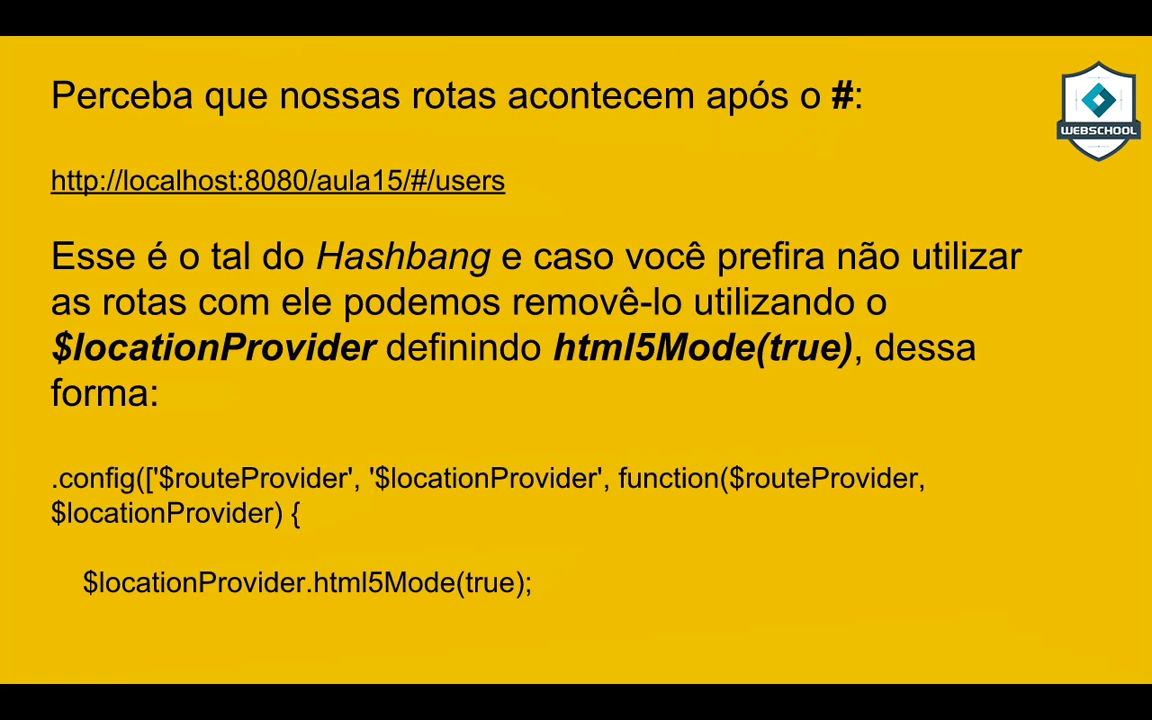 Perceba que nossas rotas acontecem após o #:
WEBSCHOOL
http://localhost:8080/aula15/#/users
Esse é o tal do Hashbang e caso você prefira não utilizar
as rotas com ele podemos removê-lo utilizando o
$locationProvider definindo html5Mode(true), dessa
forma:
.config(['$routeProvider', '$locationProvider', function($routeProvider,
$locationProvider) {
$locationProvider.html5Mode(true);